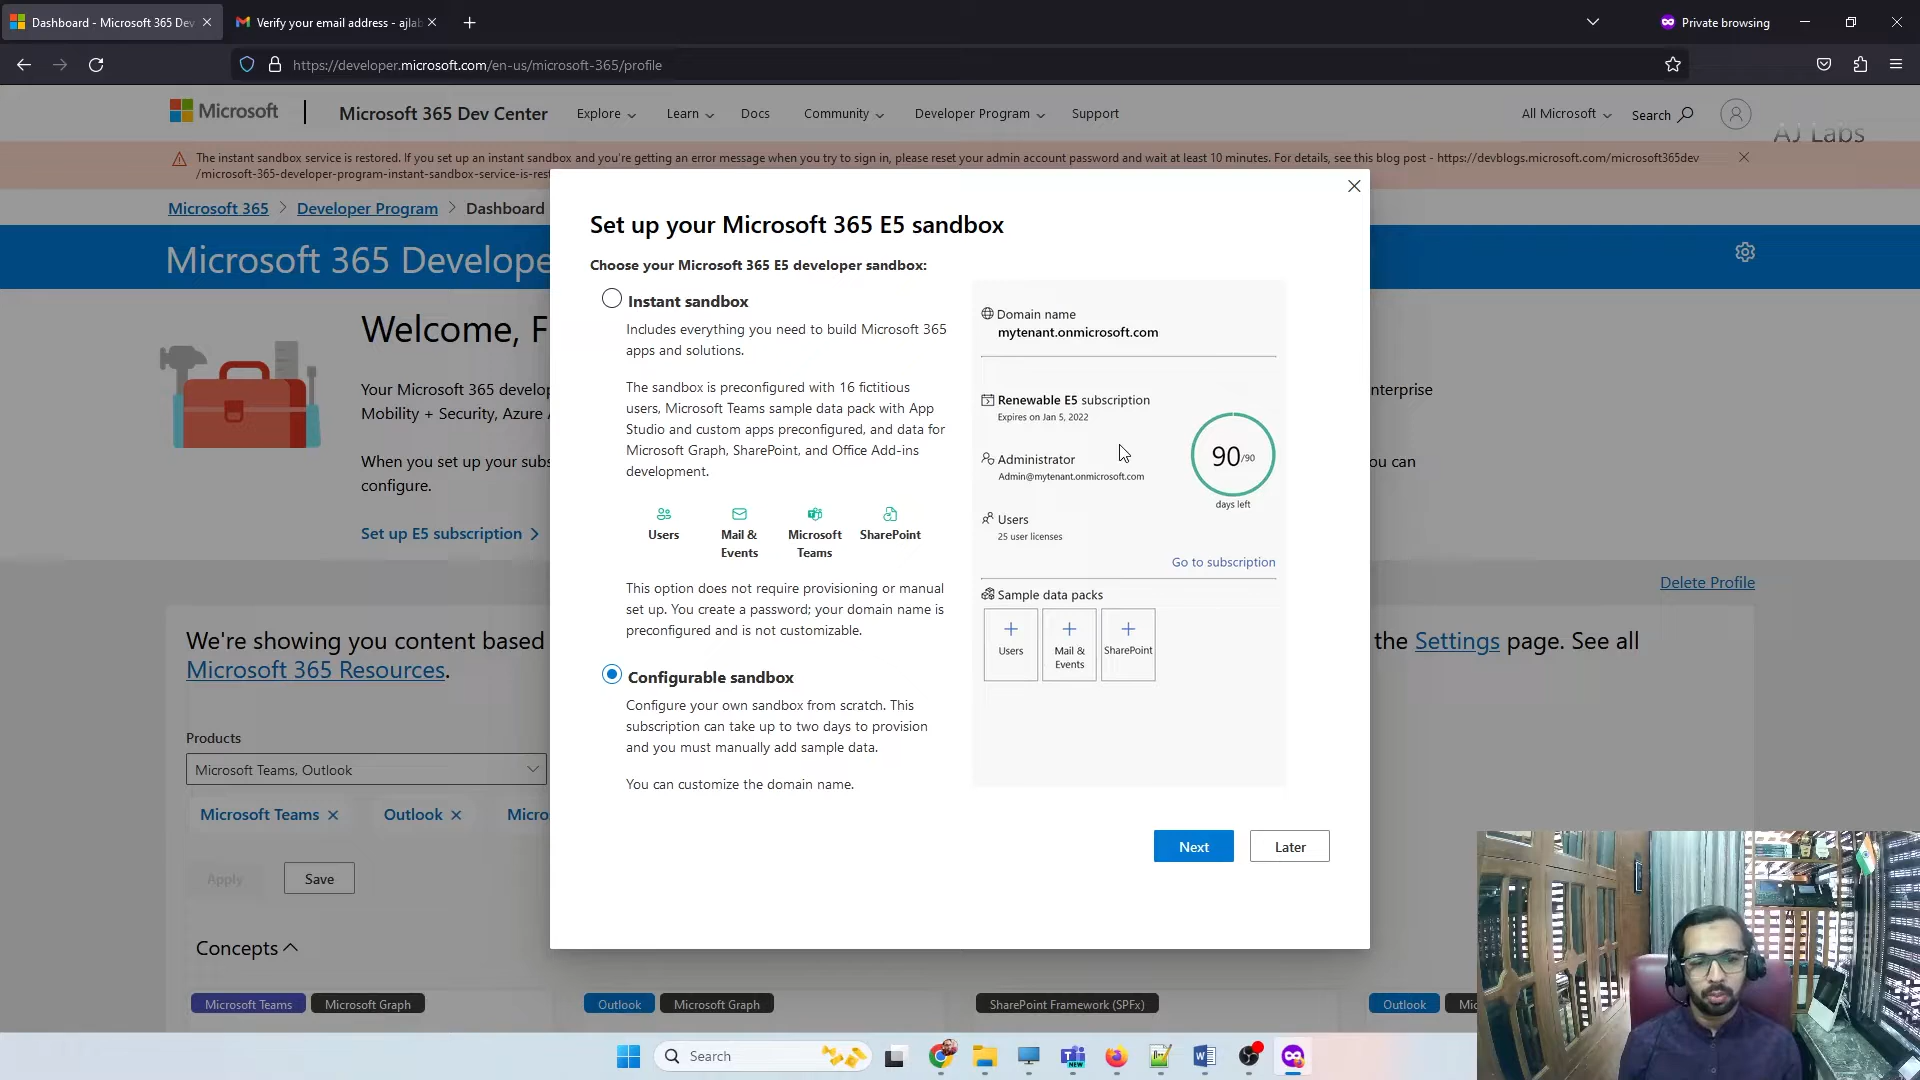 Dashboard - Microsoft 365 Dev
Verify your email address - ajlab
Private browsing
https://developer.microsoft.com/en-us/microsoft-365/profile
Microsoft
Microsoft 365 Dev Center
Explore
Learn
Docs
Community
Developer Program
Support
All Microsoft
Search
AJ Labs
The instant sandbox service is restored. If you set up an instant sandbox and you're getting an error message when you try to sign in, please reset your admin account password and wait at least 10 minutes. For details, see this blog post - https://devblogs.microsoft.com/microsoft365dev
/microsoft-365-developer-program-instant-sandbox-service-is-rest
Microsoft 365 > Developer Program > Dashboard
Microsoft 365 Develope
Welcome, F
Your Microsoft 365 develop
nterprise
Mobility + Security, Azure A
When you set up your subs
ou can
configure.
Set up E5 subscription >
Delete Profile
We're showing you content based
the Settings page. See all
Microsoft 365 Resources.
Products
Microsoft Teams, Outlook
Microsoft Teams
Outlook
Micro
Apply
Save
Concepts
Microsoft Teams
Microsoft Graph
Outlook
Microsoft Graph
SharePoint Framework (SPFx)
Outlook
Mic
Set up your Microsoft 365 E5 sandbox
Choose your Microsoft 365 E5 developer sandbox:
Instant sandbox
Includes everything you need to build Microsoft 365
apps and solutions.
The sandbox is preconfigured with 16 fictitious
users, Microsoft Teams sample data pack with App
Studio and custom apps preconfigured, and data for
Microsoft Graph, SharePoint, and Office Add-ins
development.
Users
Mail &
Events
Microsoft
Teams
SharePoint
This option does not require provisioning or manual
set up. You create a password; your domain name is
preconfigured and is not customizable.
Configurable sandbox
Configure your own sandbox from scratch. This
subscription can take up to two days to provision
and you must manually add sample data.
You can customize the domain name.
Domain name
mytenant.onmicrosoft.com
Renewable E5 subscription
Expires on Jan 5, 2022
Administrator
Admin@mytenant.onmicrosoft.com
90/90
days left
Users
25 user licenses
Go to subscription
Sample data packs
Users
Mail &
Events
SharePoint
Next
Later
Search
NEW